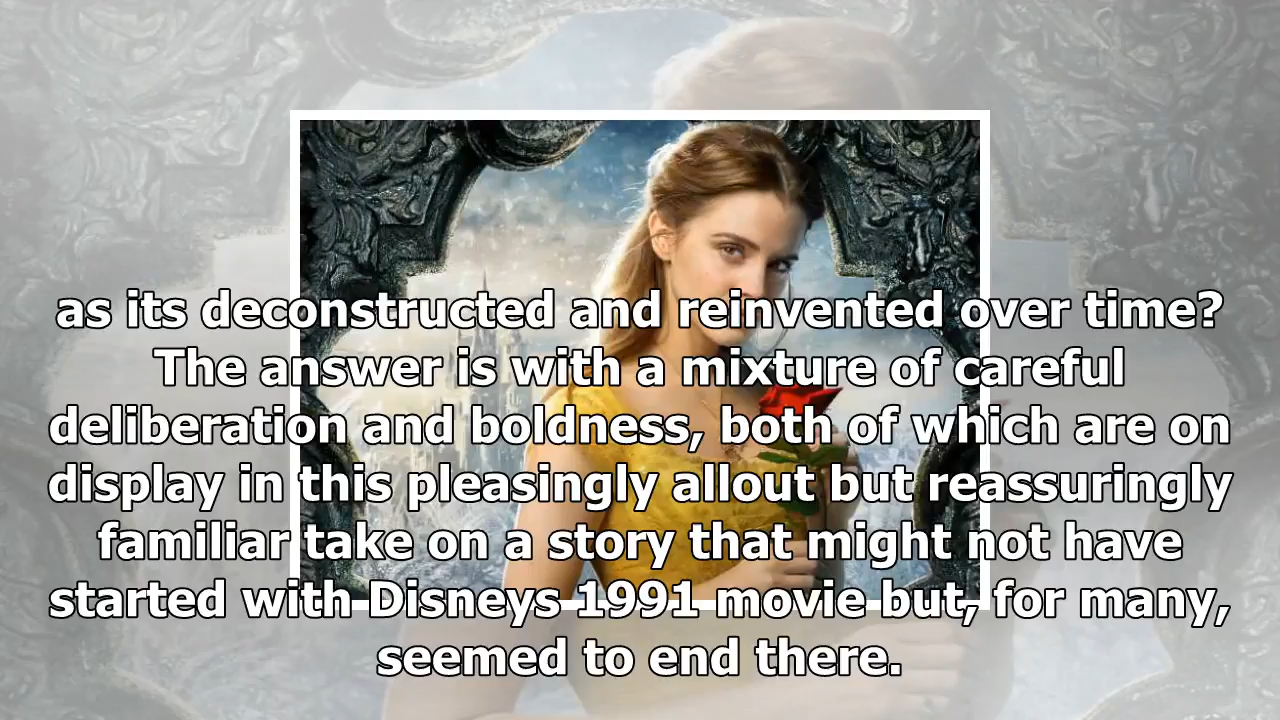 as its deconstructed and reinvented over time?
The answer is with a mixture of careful
deliberation and boldness, both of which are on
display in this pleasingly allout but reassuringly
familiar take on a story that might not have
started with Disneys 1991 movie but, for many,
seemed to end there.